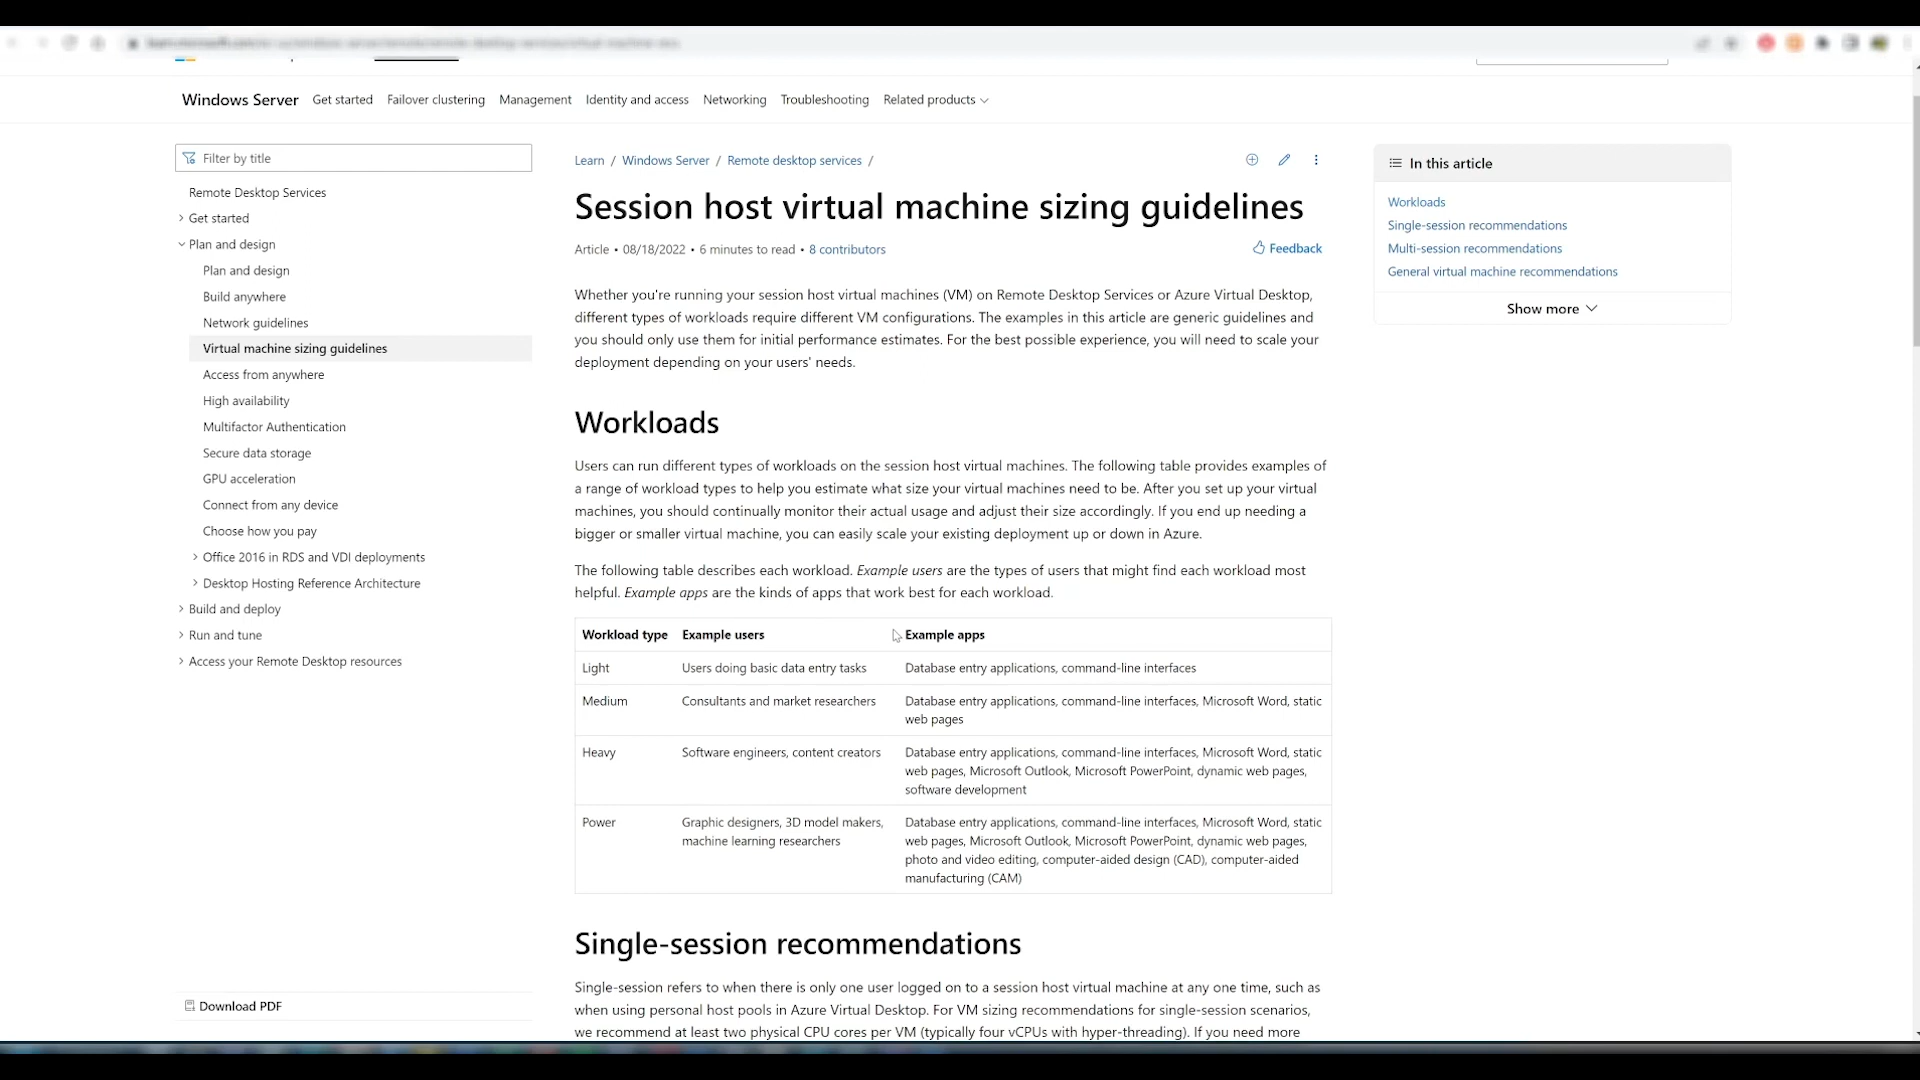 Windows Server Get started Failover clustering Management Identity and access Networking Troubleshooting Related products
Filter by title
Remote Desktop Services
Get started
Plan and design
Plan and design
Build anywhere
Network guidelines
Virtual machine sizing guidelines
Access from anywhere
High availability
Multifactor Authentication
Secure data storage
GPU acceleration
Connect from any device
Choose how you pay
Office 2016 in RDS and VDI deployments
Desktop Hosting Reference Architecture
Build and deploy
Run and tune
Access your Remote Desktop resources
Download PDF
Learn / Windows Server / Remote desktop services /
Session host virtual machine sizing guidelines
Article • 08/18/2022 • 6 minutes to read • 8 contributors
Feedback
Whether you're running your session host virtual machines (VM) on Remote Desktop Services or Azure Virtual Desktop,
different types of workloads require different VM configurations. The examples in this article are generic guidelines and
you should only use them for initial performance estimates. For the best possible experience, you will need to scale your
deployment depending on your users' needs.
Workloads
Users can run different types of workloads on the session host virtual machines. The following table provides examples of
a range of workload types to help you estimate what size your virtual machines need to be. After you set up your virtual
machines, you should continually monitor their actual usage and adjust their size accordingly. If you end up needing a
bigger or smaller virtual machine, you can easily scale your existing deployment up or down in Azure.
The following table describes each workload. Example users are the types of users that might find each workload most
helpful. Example apps are the kinds of apps that work best for each workload.
Workload type Example users Example apps
Light Users doing basic data entry tasks Database entry applications, command-line interfaces
Medium Consultants and market researchers Database entry applications, command-line interfaces, Microsoft Word, static
web pages
Heavy Software engineers, content creators Database entry applications, command-line interfaces, Microsoft Word, static
web pages, Microsoft Outlook, Microsoft PowerPoint, dynamic web pages,
software development
Power Graphic designers, 3D model makers, Database entry applications, command-line interfaces, Microsoft Word, static
machine learning researchers web pages, Microsoft Outlook, Microsoft PowerPoint, dynamic web pages,
photo and video editing, computer-aided design (CAD), computer-aided
manufacturing (CAM)
Single-session recommendations
Single-session refers to when there is only one user logged on to a session host virtual machine at any one time, such as
when using personal host pools in Azure Virtual Desktop. For VM sizing recommendations for single-session scenarios,
we recommend at least two physical CPU cores per VM (typically four vCPUs with hyper-threading). If you need more
In this article
Workloads
Single-session recommendations
Multi-session recommendations
General virtual machine recommendations
Show more